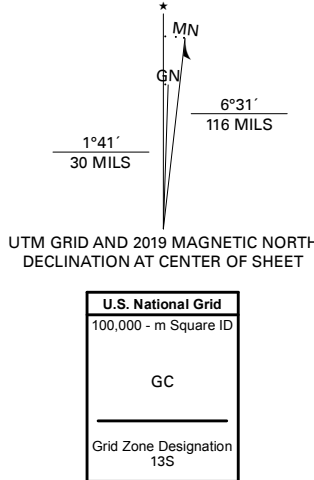 MN
GN
6°31´
116 MILS
1°41´
30 MILS
UTM GRID AND 2019 MAGNETIC NORTH
DECLINATION AT CENTER OF SHEET
U.S. National Grid
100,000 - m Square ID
GC
Grid Zone Designation
13S